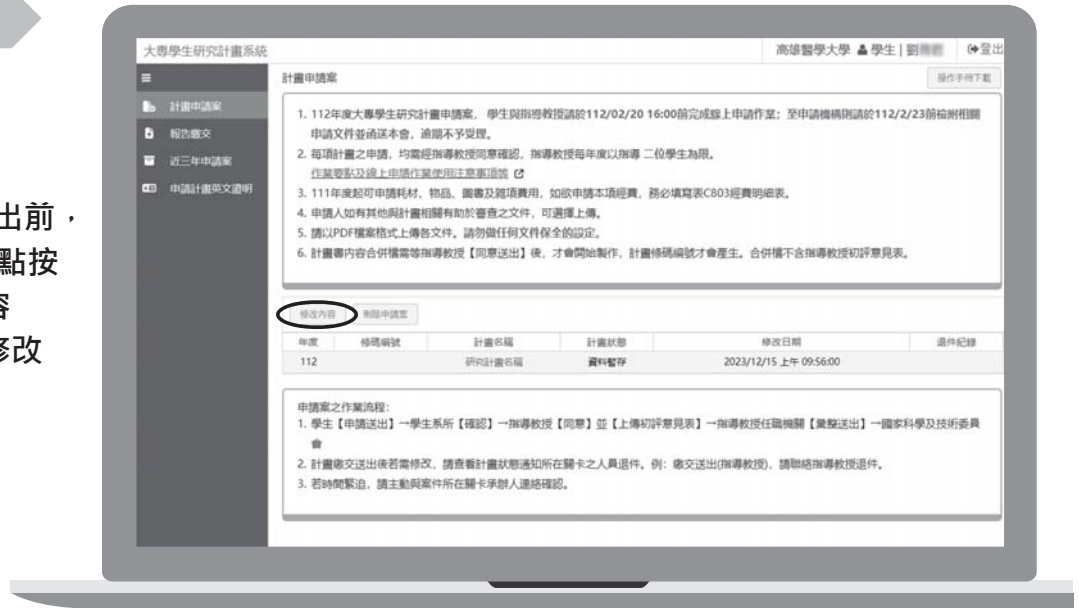 出前，
點按
容
修改
大專學生研究計畫系統
高雄醫學大學 學生 | 劉
登出
計畫申請案
操作手冊下載
計畫申請案
報告繳交
近三年申請案
申請計畫英文證明
1. 112年度大專學生研究計畫申請案， 學生與指導教授請於112/02/20 16:00前完成線上申請作業；至申請機構則請於112/2/23前檢附相關
申請文件並函送本會，逾期不予受理。
2. 每項計畫之申請，均需經指導教授同意確認，指導教授每年度以指導 二位學生為限。
作業要點及線上申請作業使用注意事項等
3. 111年度起可申請耗材、物品、圖書及雜項費用，如欲申請本項經費，務必填寫表C803經費明細表。
4. 申請人如有其他與計畫相關有助於審查之文件，可選擇上傳。
5. 請以PDF檔案格式上傳各文件。請勿做任何文件保全的設定。
6. 計畫書內容合併檔需等指導教授【同意送出】後，才會開始製作，計畫條碼編號才會產生。合併檔不含指導教授初評意見表。
修改內容
刪除申請案
年度 條碼編號 計畫名稱 計畫狀態 修改日期 退件紀錄
112 研究計畫名稱 資料暫存 2023/12/15 上午 09:56:00
申請案之作業流程：
1. 學生【申請送出】→學生系所【確認】→指導教授【同意】並【上傳初評意見表】→指導教授任職機關【彙整送出】→國家科學及技術委員
會
2. 計畫繳交送出後若需修改，請查看計畫狀態通知所在關卡之人員退件。例：繳交送出(指導教授)，請聯絡指導教授退件。
3. 若時間緊迫，請主動與案件所在關卡承辦人連絡確認。